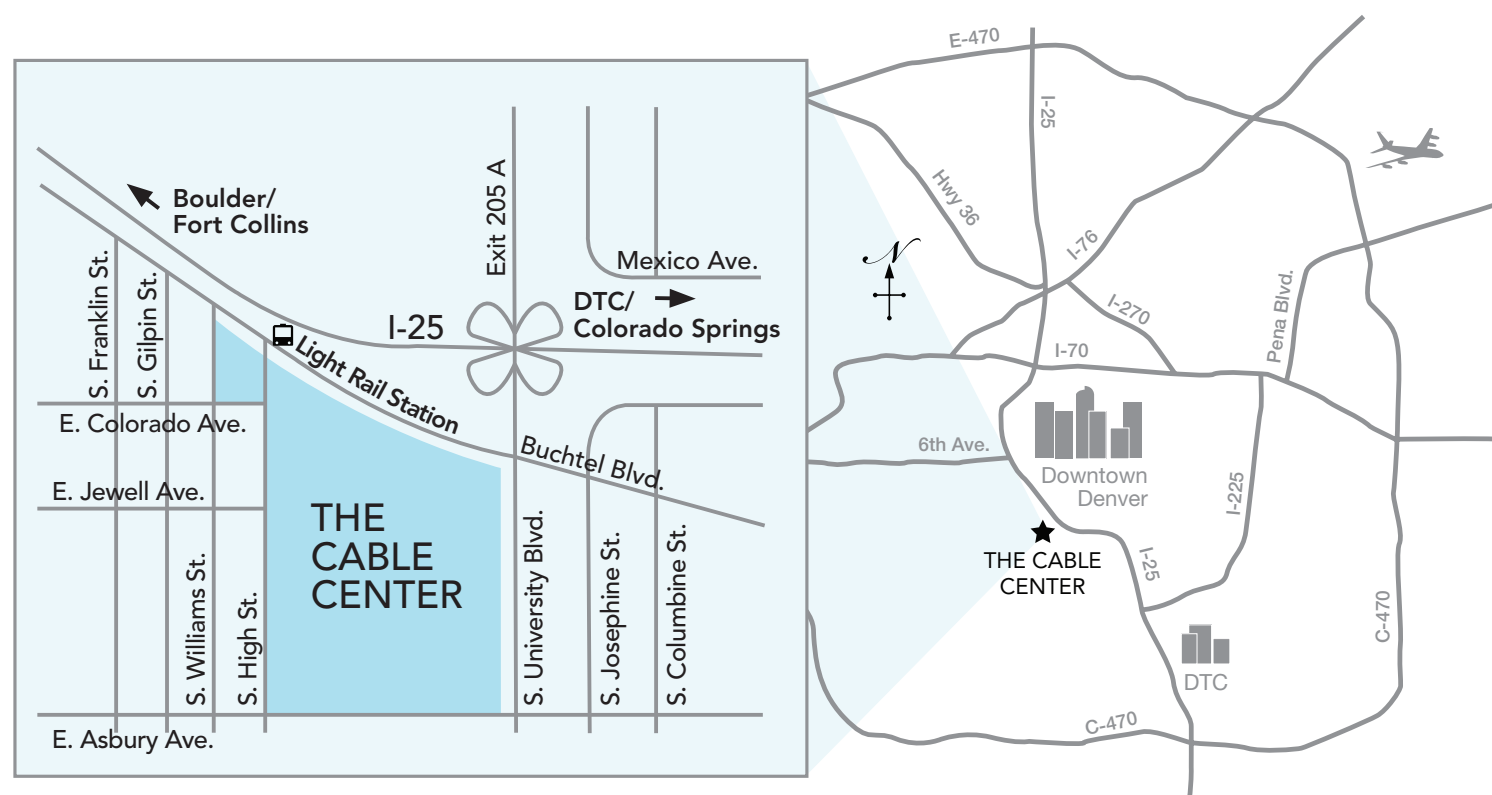 Boulder/
Fort Collins
S. Franklin St.
S. Gilpin St.
Exit 205 A
Mexico Ave.
DTC/
Colorado Springs
I-25
Light Rail Station
E. Colorado Ave.
Buchtel Blvd.
E. Jewell Ave.
THE
CABLE
CENTER
S. Williams St.
S. High St.
S. University Blvd.
S. Josephine St.
S. Columbine St.
E. Asbury Ave.
E-470
I-25
Hwy 36
N
I-76
I-270
Pena Blvd.
I-70
6th Ave.
Downtown
Denver
I-225
THE CABLE
CENTER
I-25
C-470
DTC
C-470